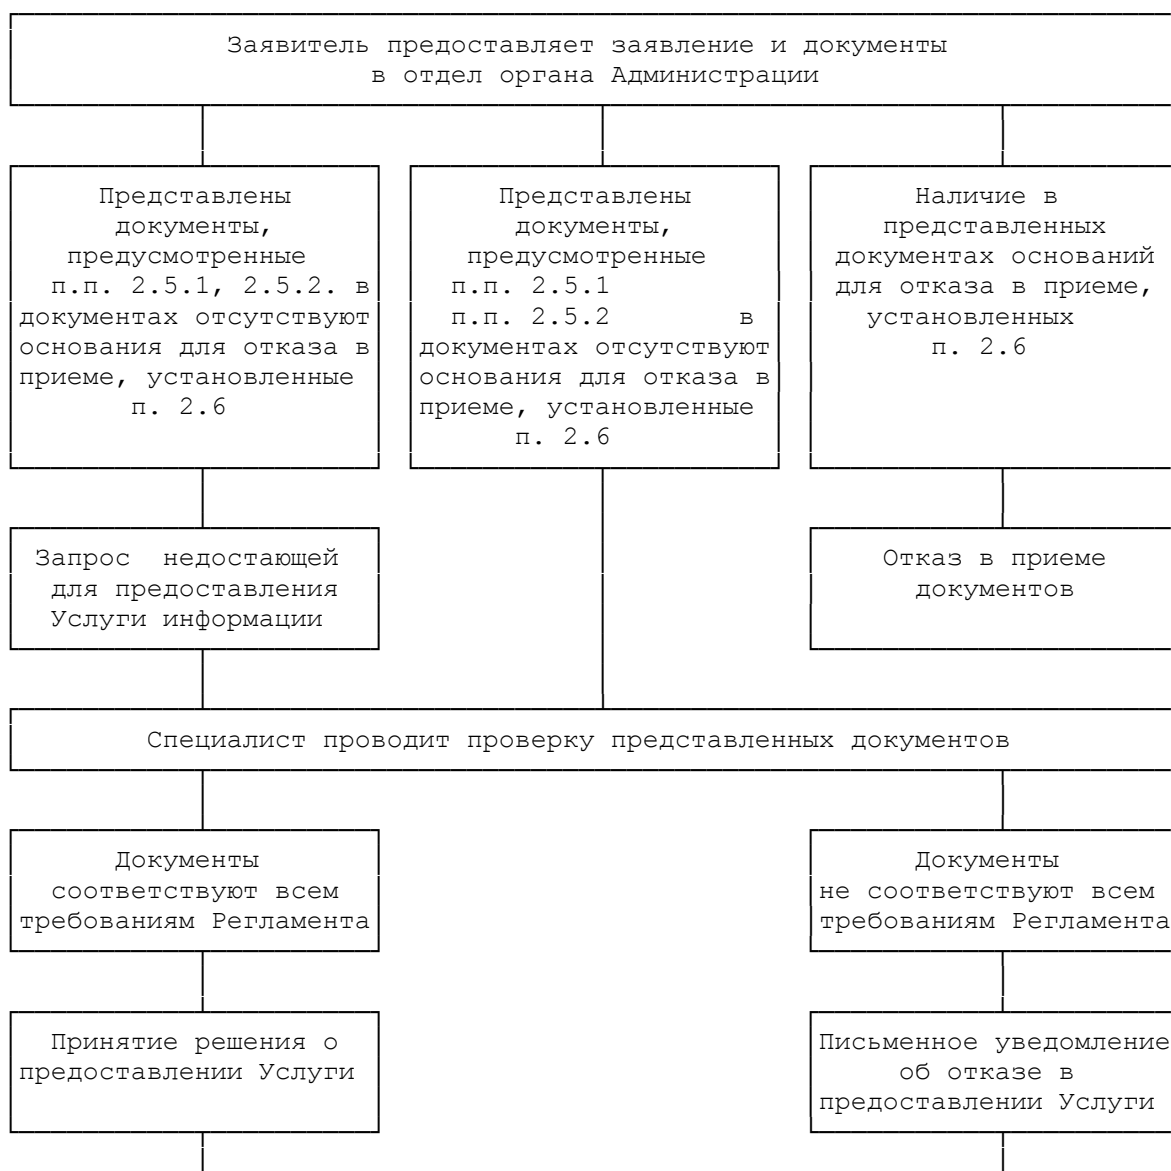 Заявитель предоставляет заявление и документы
в отдел органа Администрации
Представлены
документы,
предусмотренные
п.п. 2.5.1, 2.5.2. в
документах отсутствуют
основания для отказа в
приеме, установленные
п. 2.6
Представлены
документы,
предусмотренные
п.п. 2.5.1
п.п. 2.5.2 в
документах отсутствуют
основания для отказа в
приеме, установленные
п. 2.6
Наличие в
представленных
документах оснований
для отказа в приеме,
установленных
п. 2.6
Запрос недостающей
для предоставления
Услуги информации
Отказ в приеме
документов
Специалист проводит проверку представленных документов
Документы
соответствуют всем
требованиям Регламента
Документы
не соответствуют всем
требованиям Регламента
Принятие решения о
предоставлении Услуги
Письменное уведомление
об отказе в
предоставлении Услуги